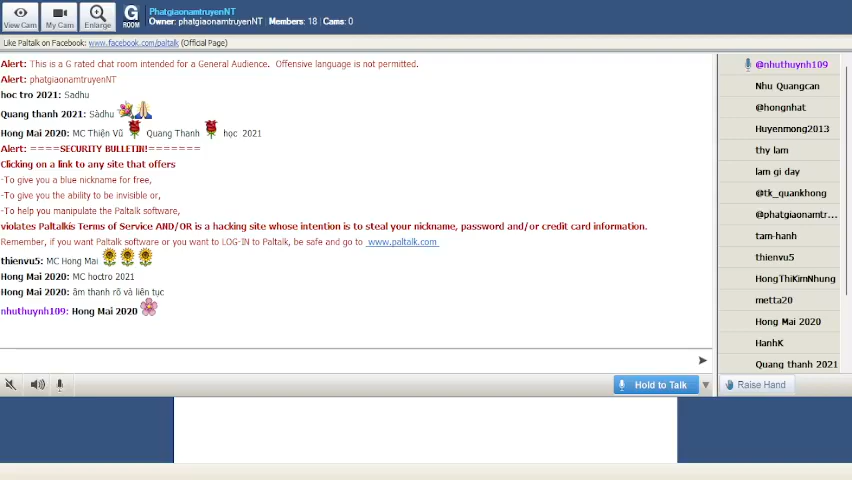 View Cam
My Cam
Enlarge
G
ROOM
PhatgiaonamtruyenNT
Owner: phatgiaonamtruyenNT | Members: 18 | Cams: 0
Like Paltalk on Facebook: www.facebook.com/paltalk (Official Page)
Alert: This is a G rated chat room intended for a General Audience. Offensive language is not permitted.
Alert: phatgiaonamtruyenNT
hoc tro 2021: Sadhu
Quang thanh 2021: Sàdhu
Hong Mai 2020: MC Thiện Vũ Quang Thanh học 2021
Alert: ====SECURITY BULLETIN!=======
Clicking on a link to any site that offers
-To give you a blue nickname for free,
-To give you the ability to be invisible or,
-To help you manipulate the Paltalk software,
violates Paltalkís Terms of Service AND/OR is a hacking site whose intention is to steal your nickname, password and/or credit card information.
Remember, if you want Paltalk software or you want to LOG-IN to Paltalk, be safe and go to www.paltalk.com
thienvu5: MC Hong Mai
Hong Mai 2020: MC hoctro 2021
Hong Mai 2020: âm thanh rõ và liên tục
nhuthuynh109: Hong Mai 2020
Hold to Talk
@nhuthuynh109
Nhu Quangcan
@hongnhat
Huyenmong2013
thy lam
lam gi day
@tk_quankhong
@phatgiaonamtr...
tam-hanh
thienvu5
HongThiKimNhung
metta20
Hong Mai 2020
HanhK
Quang thanh 2021
Raise Hand